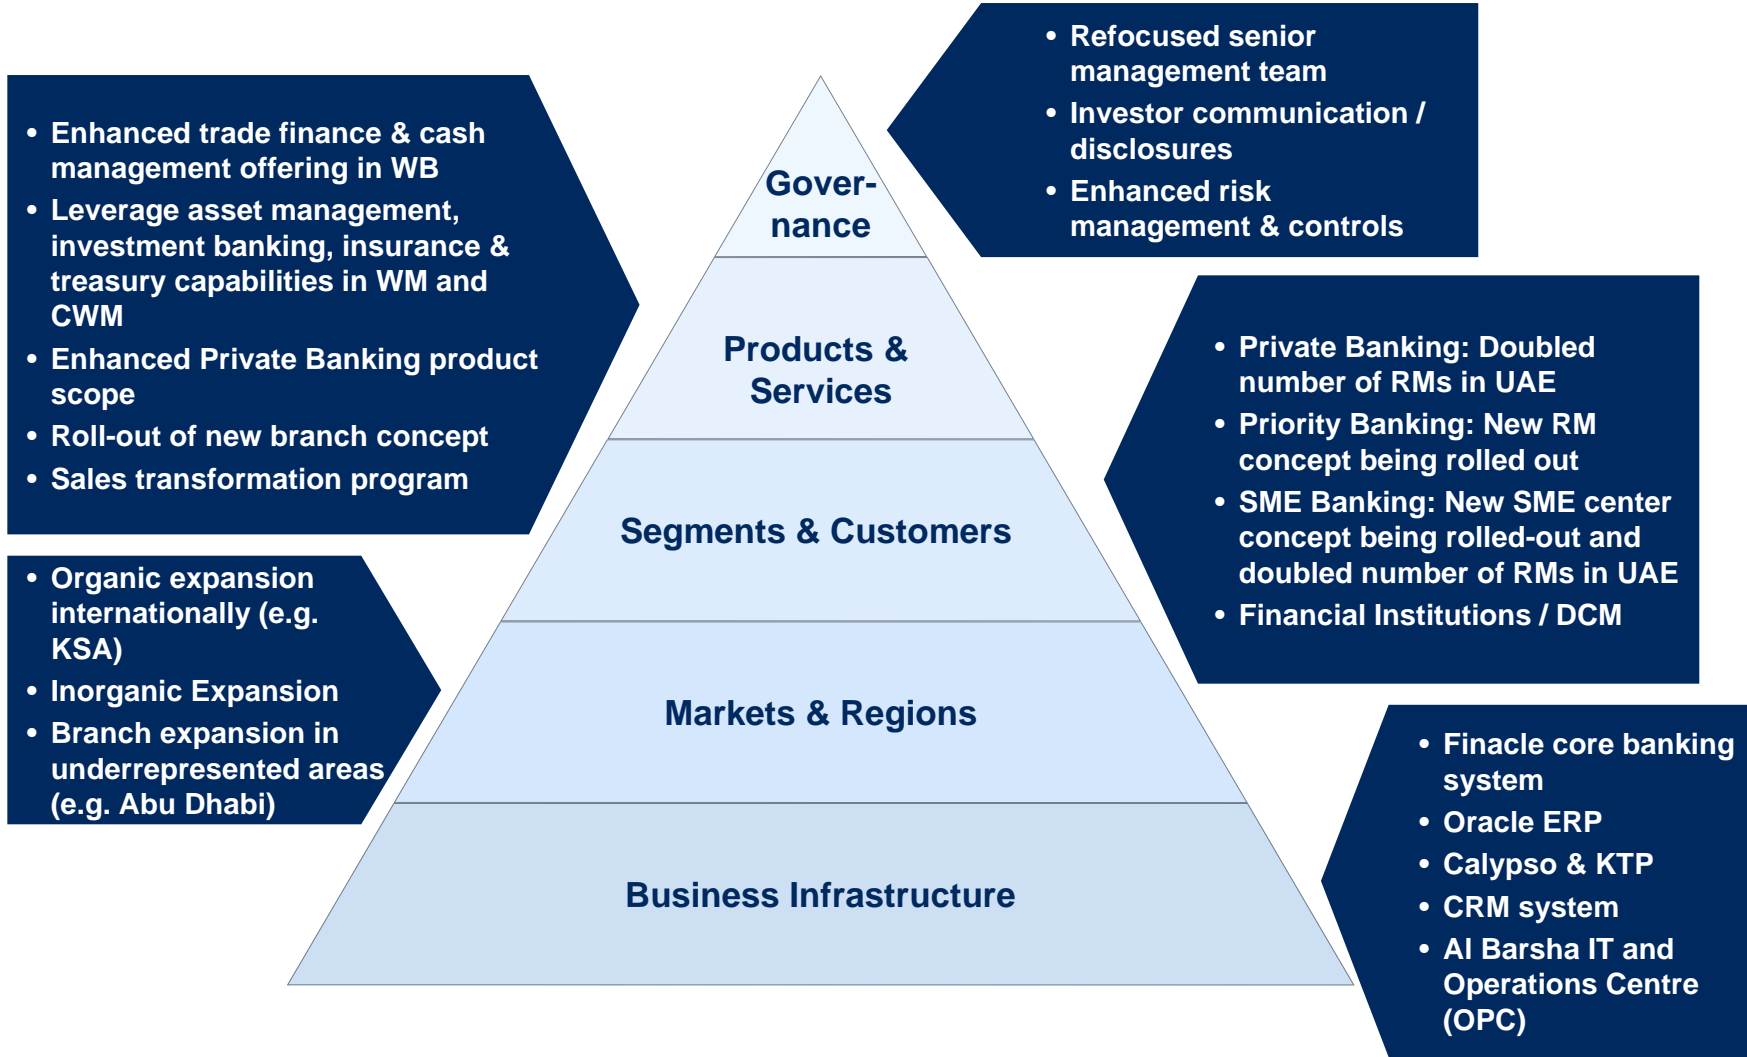 • Refocused senior
management team
• Investor communication /
disclosures
• Enhanced risk
management & controls
• Enhanced trade finance & cash
management offering in WB
• Leverage asset management,
investment banking, insurance &
treasury capabilities in WM and
CWM
• Enhanced Private Banking product
scope
• Roll-out of new branch concept
• Sales transformation program
Gover-
nance
Products &
Services
Segments & Customers
Markets & Regions
Business Infrastructure
• Private Banking: Doubled
number of RMs in UAE
• Priority Banking: New RM
concept being rolled out
• SME Banking: New SME center
concept being rolled-out and
doubled number of RMs in UAE
• Financial Institutions / DCM
• Organic expansion
internationally (e.g.
KSA)
• Inorganic Expansion
• Branch expansion in
underrepresented areas
(e.g. Abu Dhabi)
• Finacle core banking
system
• Oracle ERP
• Calypso & KTP
• CRM system
• Al Barsha IT and
Operations Centre
(OPC)